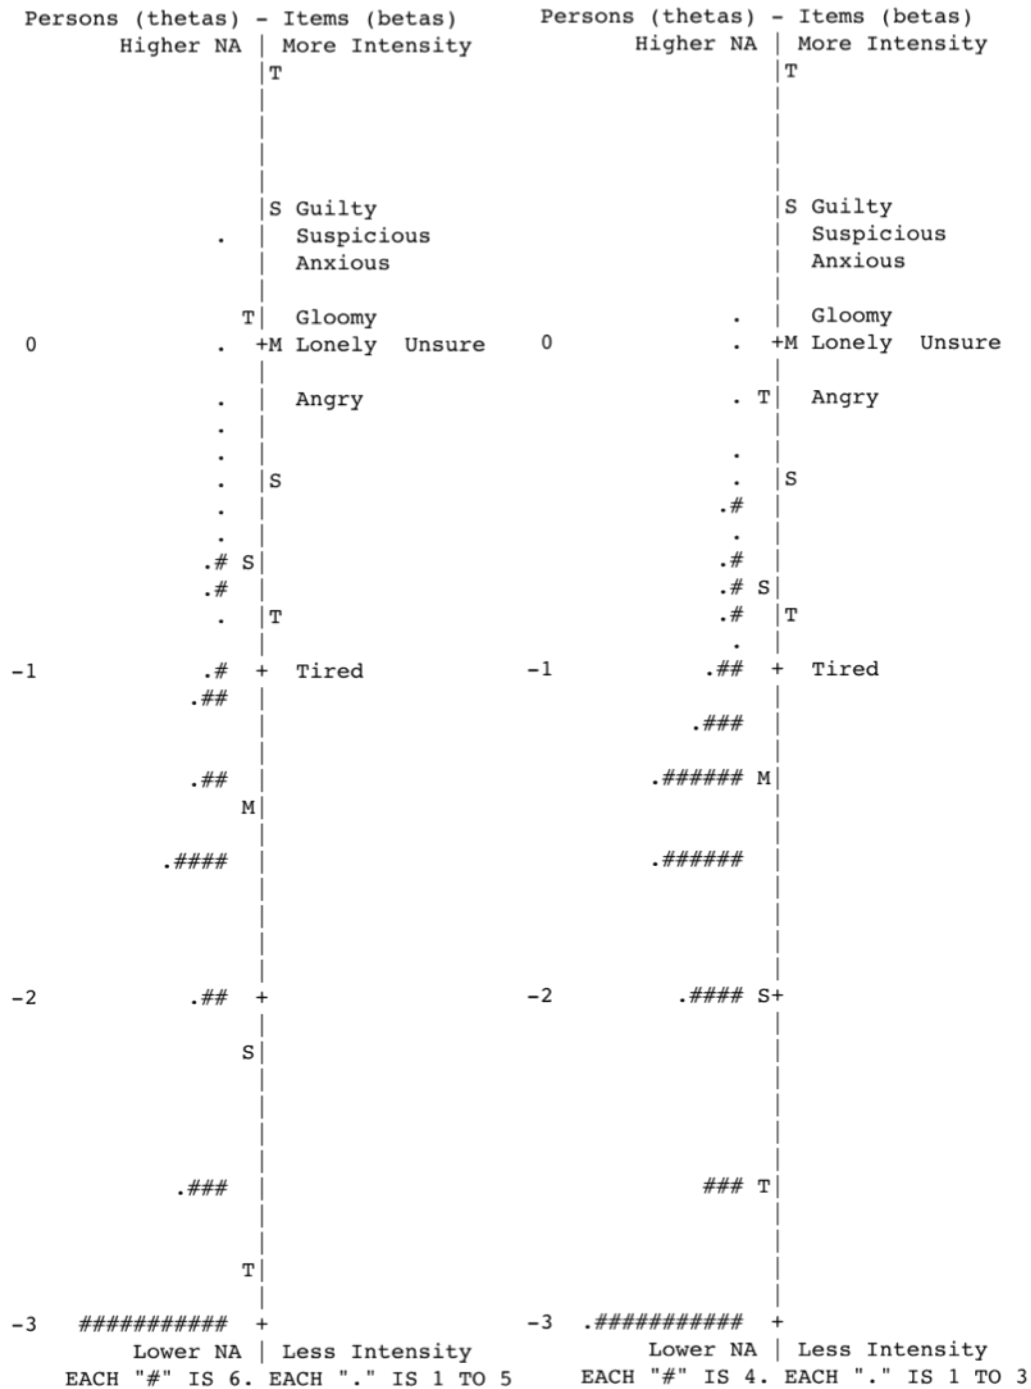 Persons (thetas) - Items (betas)
Higher NA | More Intensity
|T
|
|
|
|
|S Guilty
. | Suspicious
| Anxious
|
T| Gloomy
0 . +M Lonely Unsure
|
. | Angry
. |
. |
. |S
. |
. |
.# S|
.# |
. |T
|
-1 .# + Tired
.## |
|
|
.## |
M|
|
.#### |
|
|
|
|
-2 .## +
|
S|
|
|
|
|
.### |
|
|
T|
|
-3 ########### +
Lower NA | Less Intensity
EACH "#" IS 6. EACH "." IS 1 TO 5
Persons (thetas) - Items (betas)
Higher NA | More Intensity
|T
|
|
|
|
|S Guilty
| Suspicious
| Anxious
|
. | Gloomy
0 . +M Lonely Unsure
|
. T| Angry
|
. |
. |S
.# |
. |
.# |
.# S|
.# |T
. |
-1 .## + Tired
|
.### |
|
.###### M|
|
|
.###### |
|
|
|
|
-2 .#### S+
|
|
|
|
|
|
### T|
|
|
|
|
-3 .########### +
Lower NA | Less Intensity
EACH "#" IS 4. EACH "." IS 1 TO 3